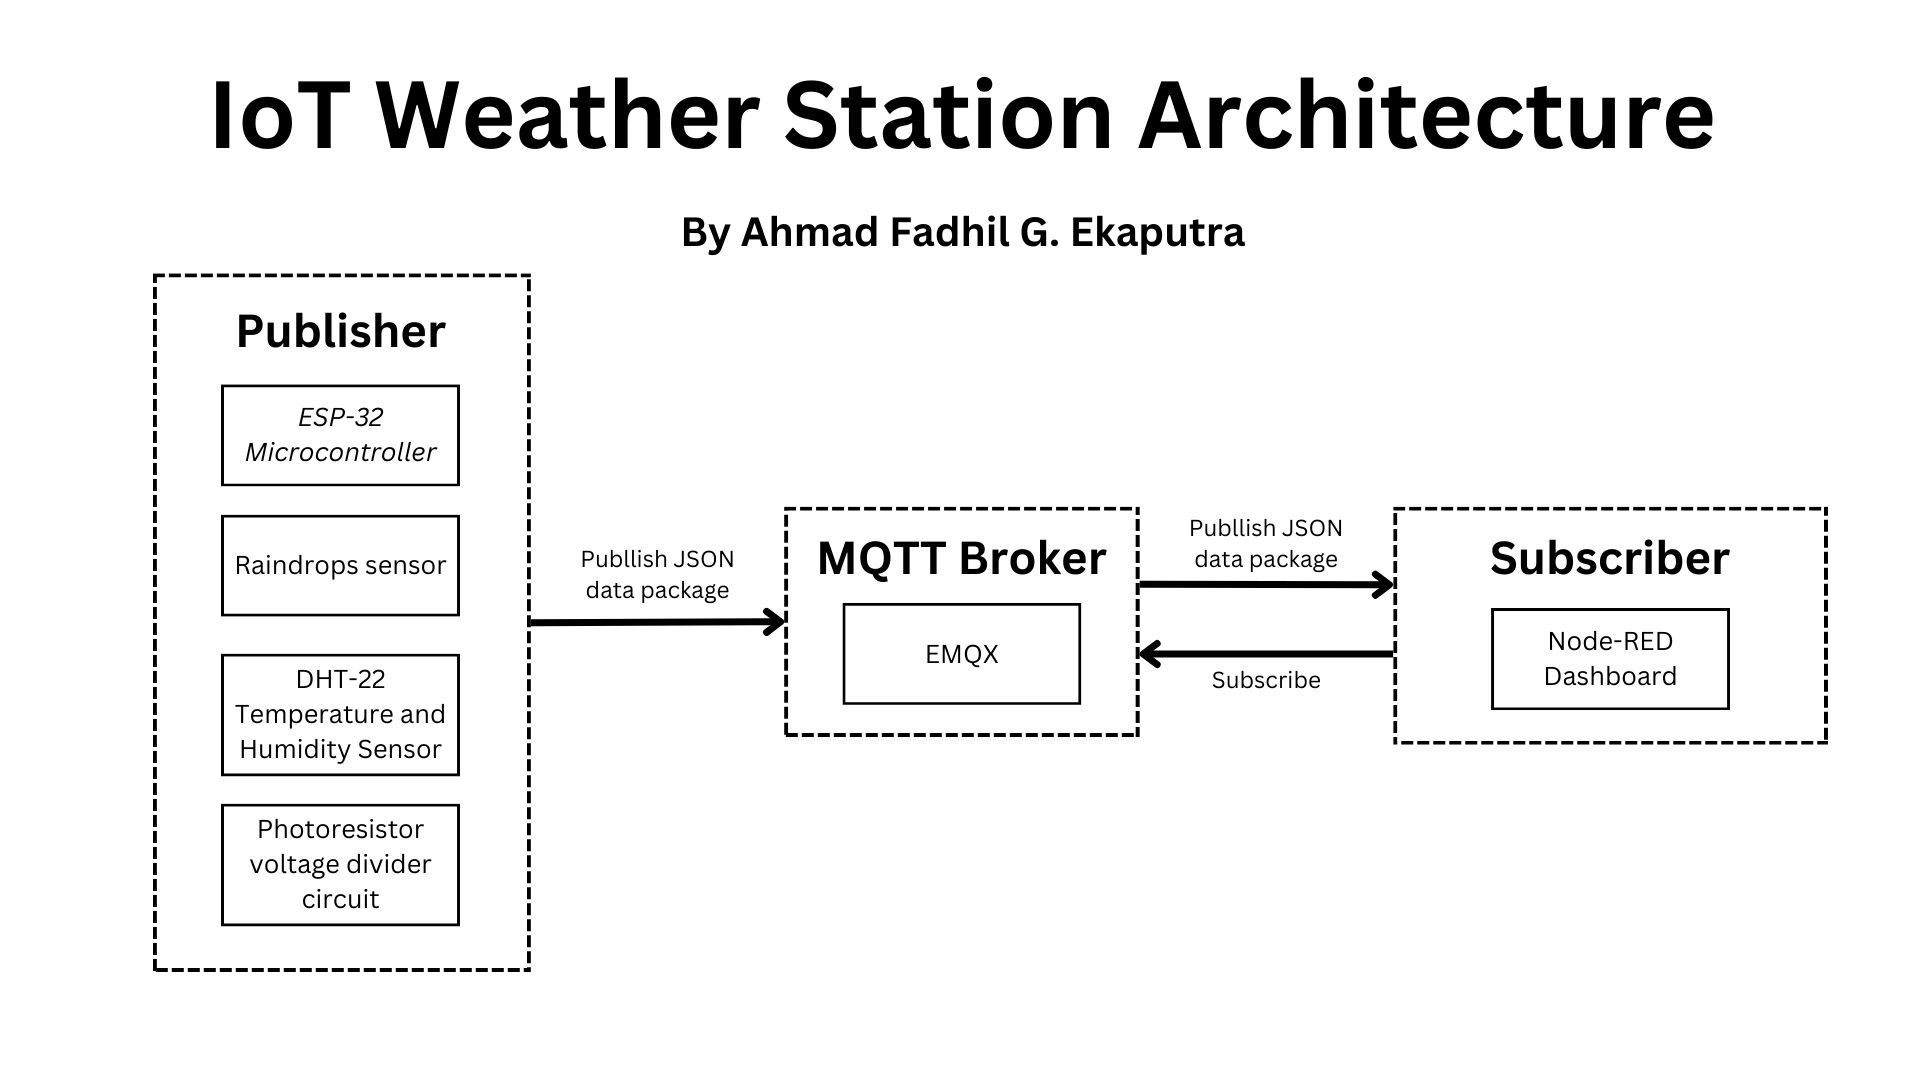 IoT Weather Station Architecture
By Ahmad Fadhil G. Ekaputra
Publisher
ESP-32
Microcontroller
Raindrops sensor
DHT-22
Temperature and
Humidity Sensor
Photoresistor
voltage divider
circuit
Publlish JSON
data package
MQTT Broker
EMQX
Publlish JSON
data package
Subscribe
Subscriber
Node-RED
Dashboard